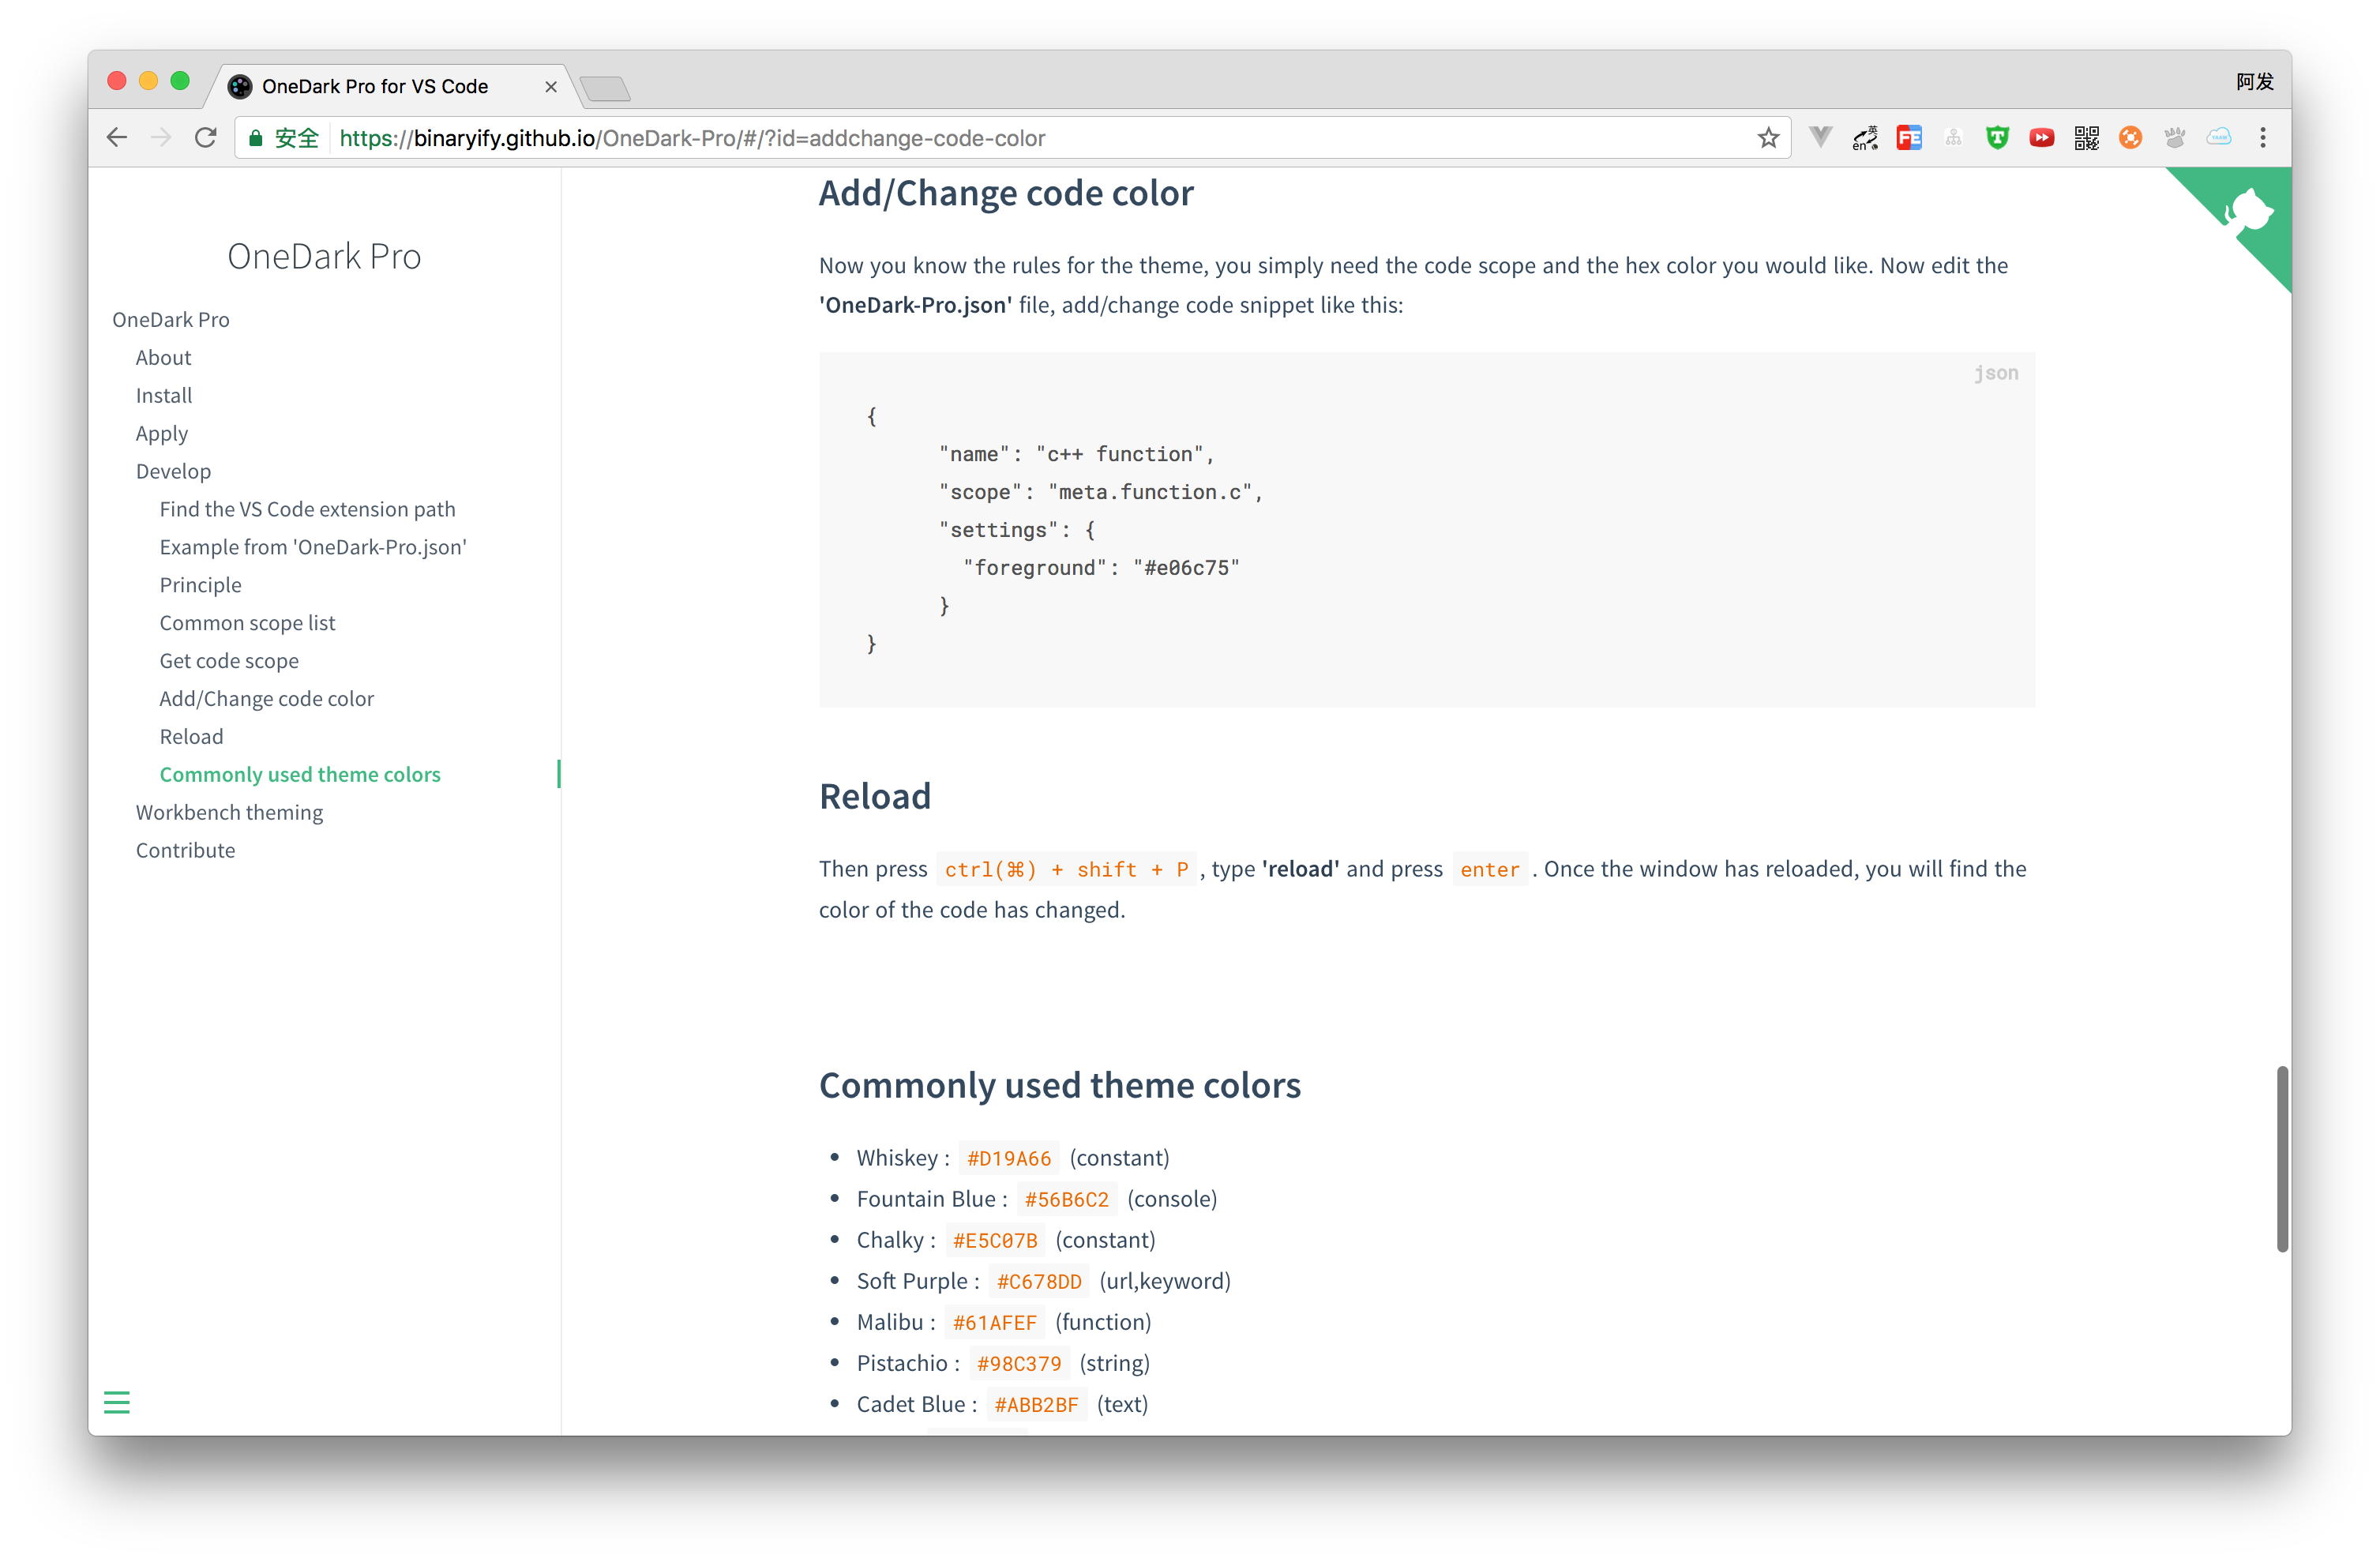 OneDark Pro for VS Code
阿发
安全
https://binaryify.github.io/OneDark-Pro/#/?id=addchange-code-color
英
en
FE
T
OneDark Pro
OneDark Pro
About
Install
Apply
Develop
Find the VS Code extension path
Example from 'OneDark-Pro.json'
Principle
Common scope list
Get code scope
Add/Change code color
Reload
Commonly used theme colors
Workbench theming
Contribute
Add/Change code color
Now you know the rules for the theme, you simply need the code scope and the hex color you would like. Now edit the
'OneDark-Pro.json' file, add/change code snippet like this:
json
{
"name": "c++ function",
"scope": "meta.function.c",
"settings": {
"foreground": "#e06c75"
}
}
Reload
Then press ctrl(⌘) + shift + P , type 'reload' and press enter . Once the window has reloaded, you will find the
color of the code has changed.
Commonly used theme colors
• Whiskey : #D19A66 (constant)
• Fountain Blue : #56B6C2 (console)
• Chalky : #E5C07B (constant)
• Soft Purple : #C678DD (url,keyword)
• Malibu : #61AFEF (function)
• Pistachio : #98C379 (string)
• Cadet Blue : #ABB2BF (text)